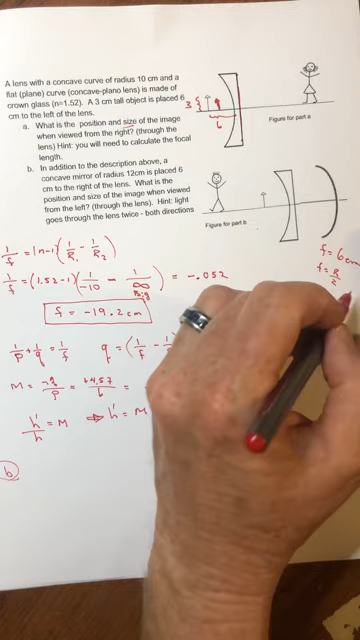 A lens with a concave curve of radius 10 cm and a
flat (plane) curve (concave-plano lens) is made of
crown glass (n=1.52). A 3 cm tall object is placed 6
cm to the left of the lens.
a. What is the position and size of the image
when viewed from the right? (through the
lens) Hint: you will need to calculate the focal
length.
b. In addition to the description above, a
concave mirror of radius 12cm is placed 6
cm to the right of the lens. What is the
position and size of the image when viewed
from the left? (through the lens). Hint: light
goes through the lens twice - both directions
3
6
Figure for part a
Figure for part b
f = 6cm
f = R/2
1/f = (n-1)(1/R₁ - 1/R₂)
1/f = (1.52-1)(1/-10 - 1/∞) = -.052
Big
f = -19.2cm
1/p + 1/q = 1/f q = (1/f - 1/
M = -q/p = +4.57/6 =
h'/h = M ⇒ h' = M
b